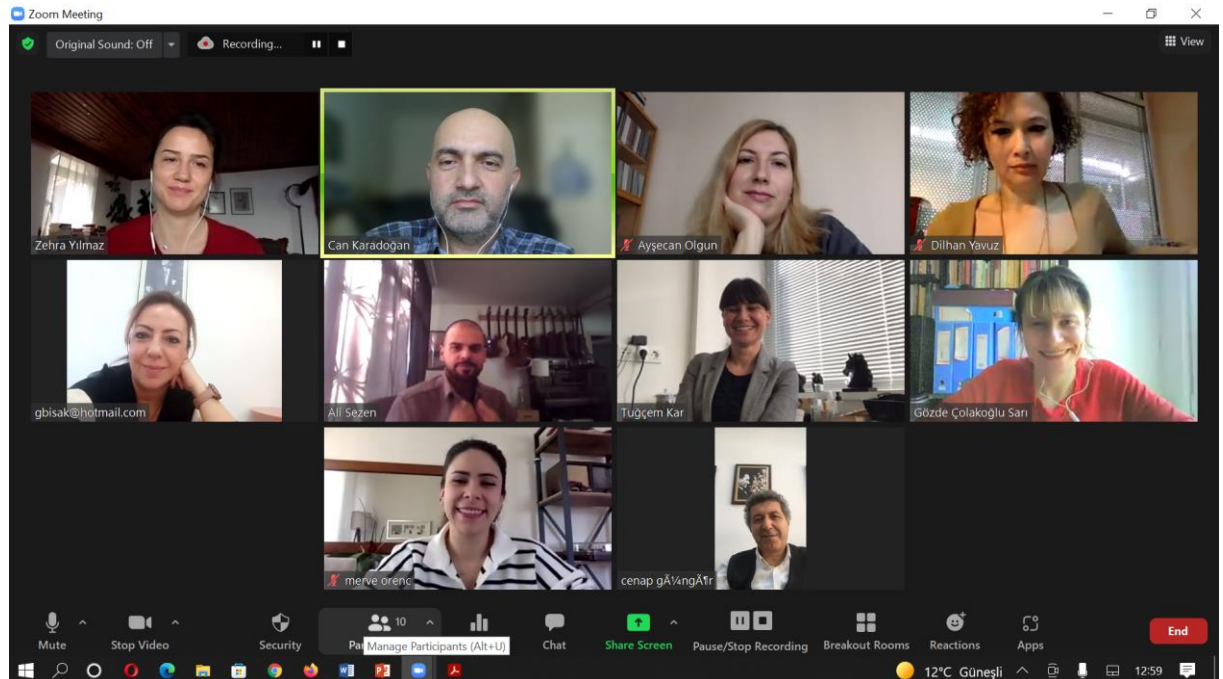 Zoom Meeting
Original Sound: Off
Recording...
View
Zehra Yılmaz
Can Karadoğan
Ayşecan Olgun
Dilhan Yavuz
gbisak@hotmail.com
Ali Sezen
Tuğçem Kar
Gözde Çolakoğlu Sarı
merve orenc
cenap gÃ¼ngÃ¶r
10
Mute
Stop Video
Security
Pa
Manage Participants (Alt+U)
Chat
Share Screen
Pause/Stop Recording
Breakout Rooms
Reactions
Apps
End
12°C Güneşli
12:59